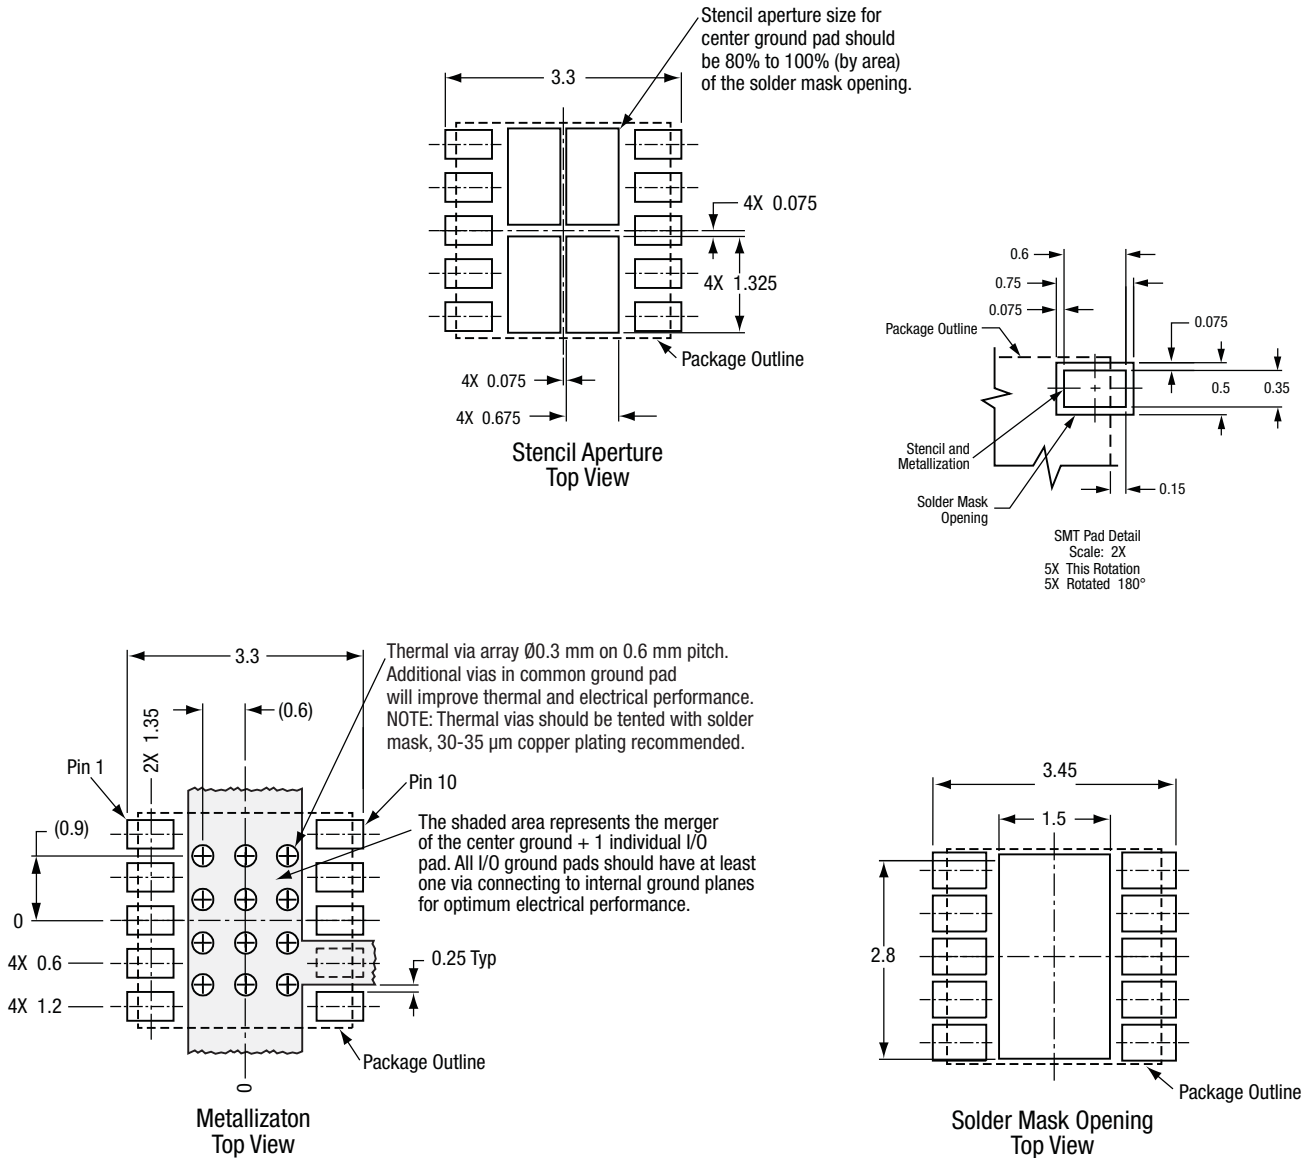 Stencil aperture size for
center ground pad should
be 80% to 100% (by area)
of the solder mask opening.
3.3
4X 0.075
4X 1.325
Package Outline
4X 0.075
4X 0.675
Stencil Aperture
Top View
0.6
0.75
0.075
Package Outline
0.075
0.5
0.35
Stencil and
Metallization
Solder Mask
Opening
0.15
SMT Pad Detail
Scale: 2X
5X This Rotation
5X Rotated 180°
3.3
(0.6)
2X 1.35
Thermal via array Ø0.3 mm on 0.6 mm pitch.
Additional vias in common ground pad
will improve thermal and electrical performance.
NOTE: Thermal vias should be tented with solder
mask, 30-35 µm copper plating recommended.
Pin 1
Pin 10
(0.9)
The shaded area represents the merger
of the center ground + 1 individual I/O
pad. All I/O ground pads should have at least
one via connecting to internal ground planes
for optimum electrical performance.
0
4X 0.6
0.25 Typ
4X 1.2
Package Outline
0
Metallizaton
Top View
3.45
1.5
2.8
Package Outline
Solder Mask Opening
Top View